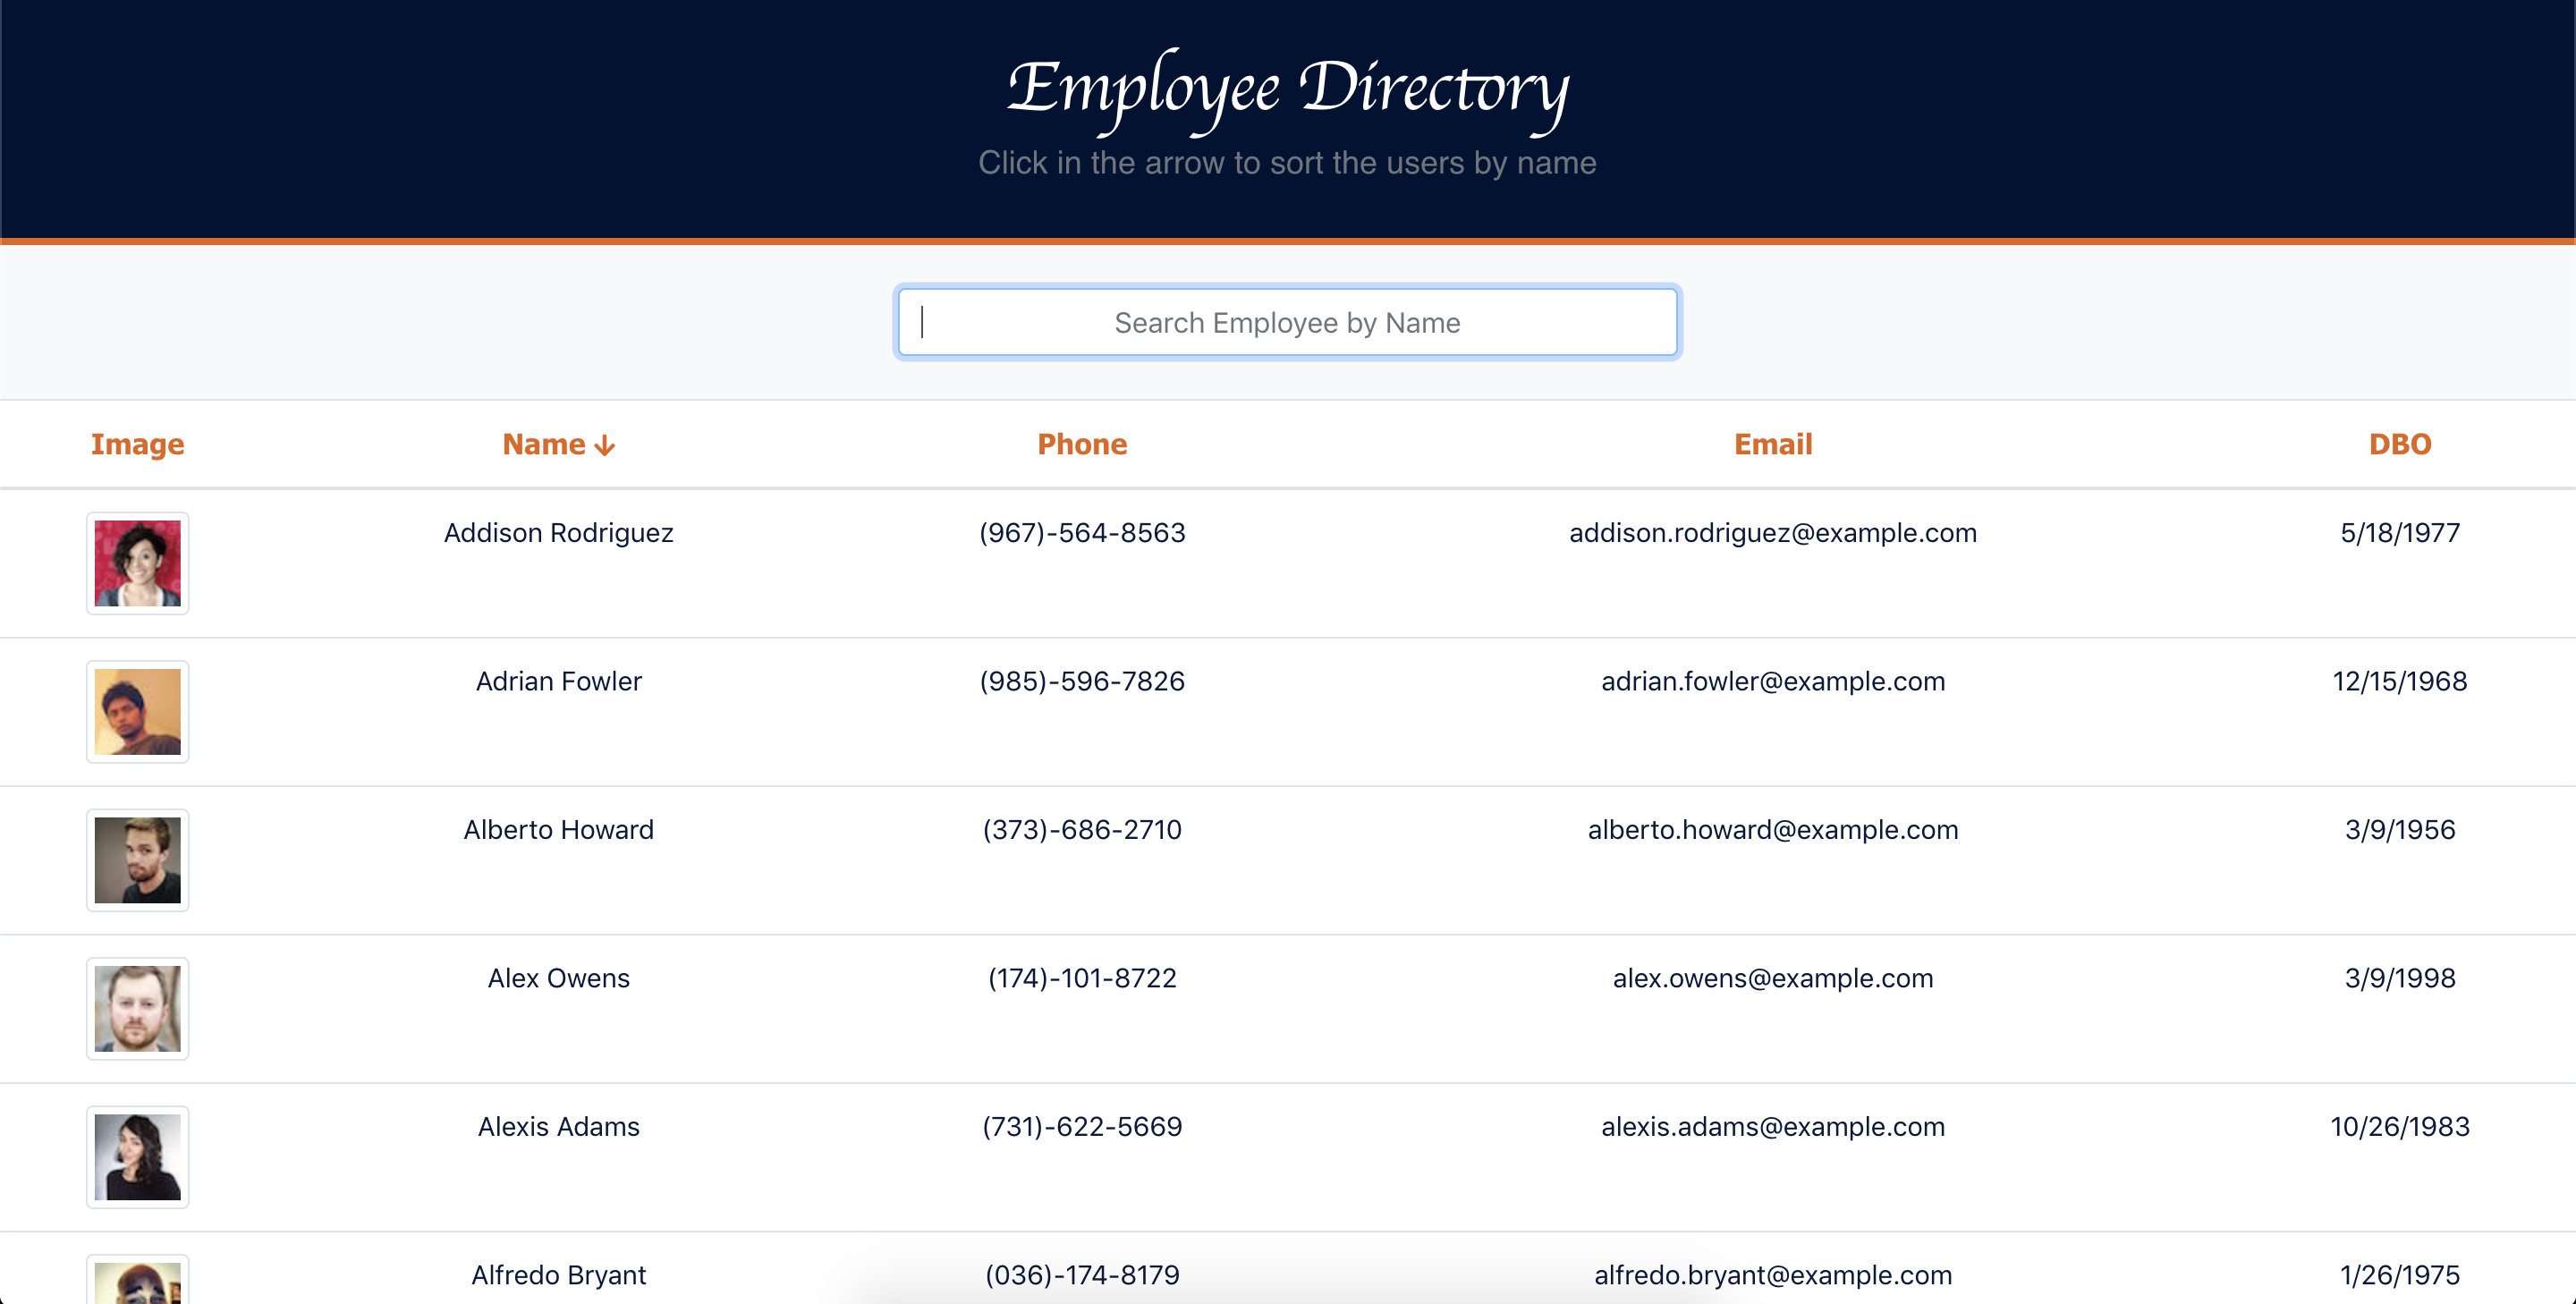 Employee Directory
Click in the arrow to sort the users by name
Search Employee by Name
Image Name Phone Email DBO
Addison Rodriguez (967)-564-8563 addison.rodriguez@example.com 5/18/1977
Adrian Fowler (985)-596-7826 adrian.fowler@example.com 12/15/1968
Alberto Howard (373)-686-2710 alberto.howard@example.com 3/9/1956
Alex Owens (174)-101-8722 alex.owens@example.com 3/9/1998
Alexis Adams (731)-622-5669 alexis.adams@example.com 10/26/1983
Alfredo Bryant (036)-174-8179 alfredo.bryant@example.com 1/26/1975